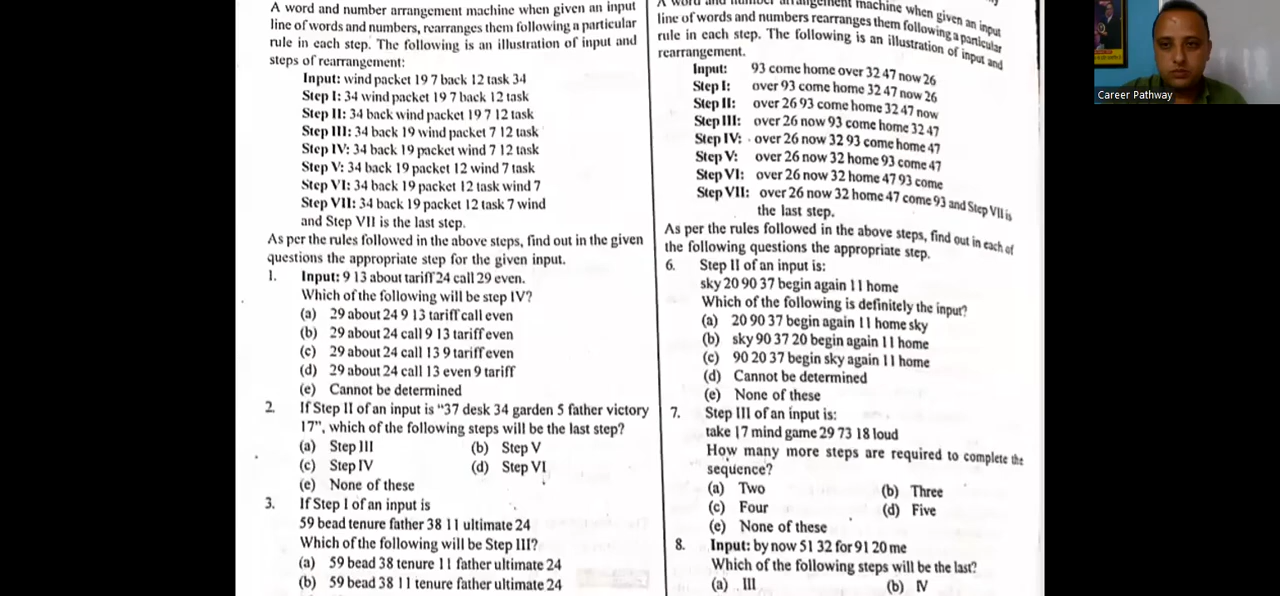 A word and number arrangement machine when given an input
line of words and numbers, rearranges them following a particular
rule in each step. The following is an illustration of input and
steps of rearrangement:
Input: wind packet 19 7 back 12 task 34
Step I: 34 wind packet 19 7 back 12 task
Step II: 34 back wind packet 19 7 12 task
Step III: 34 back 19 wind packet 7 12 task
Step IV: 34 back 19 packet wind 7 12 task
Step V: 34 back 19 packet 12 wind 7 task
Step VI: 34 back 19 packet 12 task wind 7
Step VII: 34 back 19 packet 12 task 7 wind
and Step VII is the last step.
As per the rules followed in the above steps, find out in the given
questions the appropriate step for the given input.
1. Input: 9 13 about tariff 24 call 29 even.
Which of the following will be step IV?
(a) 29 about 24 9 13 tariff call even
(b) 29 about 24 call 9 13 tariff even
(c) 29 about 24 call 13 9 tariff even
(d) 29 about 24 call 13 even 9 tariff
(e) Cannot be determined
2. If Step II of an input is "37 desk 34 garden 5 father victory
17", which of the following steps will be the last step?
(a) Step III (b) Step V
(c) Step IV (d) Step VI
(e) None of these
3. If Step I of an input is
59 bead tenure father 38 11 ultimate 24
Which of the following will be Step III?
(a) 59 bead 38 tenure 11 father ultimate 24
(b) 59 bead 38 11 tenure father ultimate 24
A word and number arrangement machine when given an input
line of words and numbers rearranges them following a particular
rule in each step. The following is an illustration of input and
rearrangement.
Input: 93 come home over 32 47 now 26
Step I: over 93 come home 32 47 now 26
Step II: over 26 93 come home 32 47 now
Step III: over 26 now 93 come home 32 47
Step IV: over 26 now 32 93 come home 47
Step V: over 26 now 32 home 93 come 47
Step VI: over 26 now 32 home 47 93 come
Step VII: over 26 now 32 home 47 come 93 and Step VII is
the last step.
As per the rules followed in the above steps, find out in each of
the following questions the appropriate step.
6. Step II of an input is:
sky 20 90 37 begin again 11 home
Which of the following is definitely the input?
(a) 20 90 37 begin again 11 home sky
(b) sky 90 37 20 begin again 11 home
(c) 90 20 37 begin sky again 11 home
(d) Cannot be determined
(e) None of these
7. Step III of an input is:
take 17 mind game 29 73 18 loud
How many more steps are required to complete the
sequence?
(a) Two (b) Three
(c) Four (d) Five
(e) None of these
8. Input: by now 51 32 for 91 20 me
Which of the following steps will be the last?
(a) III (b) IV
Career Pathway